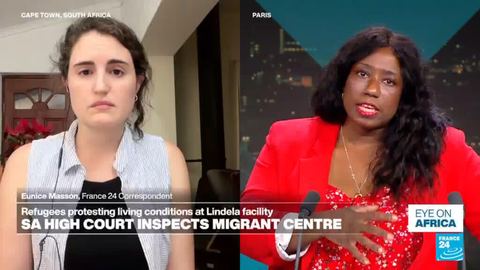 CAPE TOWN, SOUTH AFRICA
PARIS
Eunice Masson, France 24 Correspondent
Refugees protesting living conditions at Lindela facility
SA HIGH COURT INSPECTS MIGRANT CENTRE
EYE ON
AFRICA
FRANCE
24